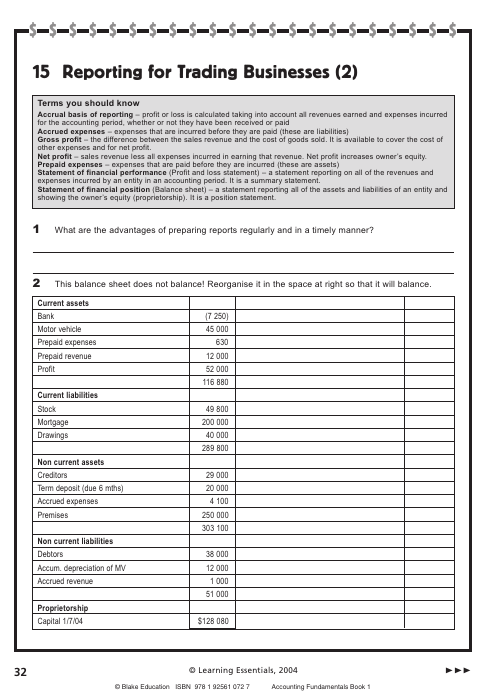 15 Reporting for Trading Businesses (2)
Terms you should know
Accrual basis of reporting – profit or loss is calculated taking into account all revenues earned and expenses incurred
for the accounting period, whether or not they have been received or paid
Accrued expenses – expenses that are incurred before they are paid (these are liabilities)
Gross profit – the difference between the sales revenue and the cost of goods sold. It is available to cover the cost of
other expenses and for net profit.
Net profit – sales revenue less all expenses incurred in earning that revenue. Net profit increases owner's equity.
Prepaid expenses – expenses that are paid before they are incurred (these are assets)
Statement of financial performance (Profit and loss statement) – a statement reporting on all of the revenues and
expenses incurred by an entity in an accounting period. It is a summary statement.
Statement of financial position (Balance sheet) – a statement reporting all of the assets and liabilities of an entity and
showing the owner's equity (proprietorship). It is a position statement.
1 What are the advantages of preparing reports regularly and in a timely manner?
2 This balance sheet does not balance! Reorganise it in the space at right so that it will balance.
Current assets
Bank (7 250)
Motor vehicle 45 000
Prepaid expenses 630
Prepaid revenue 12 000
Profit 52 000
116 880
Current liabilities
Stock 49 800
Mortgage 200 000
Drawings 40 000
289 800
Non current assets
Creditors 29 000
Term deposit (due 6 mths) 20 000
Accrued expenses 4 100
Premises 250 000
303 100
Non current liabilities
Debtors 38 000
Accum. depreciation of MV 12 000
Accrued revenue 1 000
51 000
Proprietorship
Capital 1/7/04 $128 080
32 © Learning Essentials, 2004
© Blake Education ISBN 978 1 92561 072 7 Accounting Fundamentals Book 1